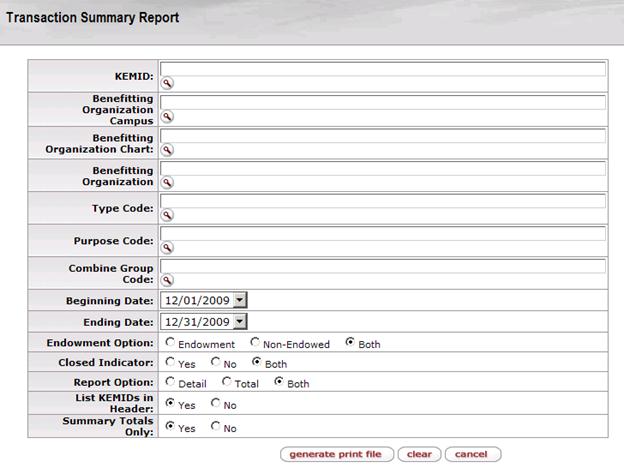 Transaction Summary Report
KEMID:
Benefitting
Organization
Campus
Benefitting
Organization Chart:
Benefitting
Organization
Type Code:
Purpose Code:
Combine Group
Code:
Beginning Date: 12/01/2009
Ending Date: 12/31/2009
Endowment Option: Endowment Non-Endowed Both
Closed Indicator: Yes No Both
Report Option: Detail Total Both
List KEMIDs in
Header: Yes No
Summary Totals
Only: Yes No
generate print file clear cancel